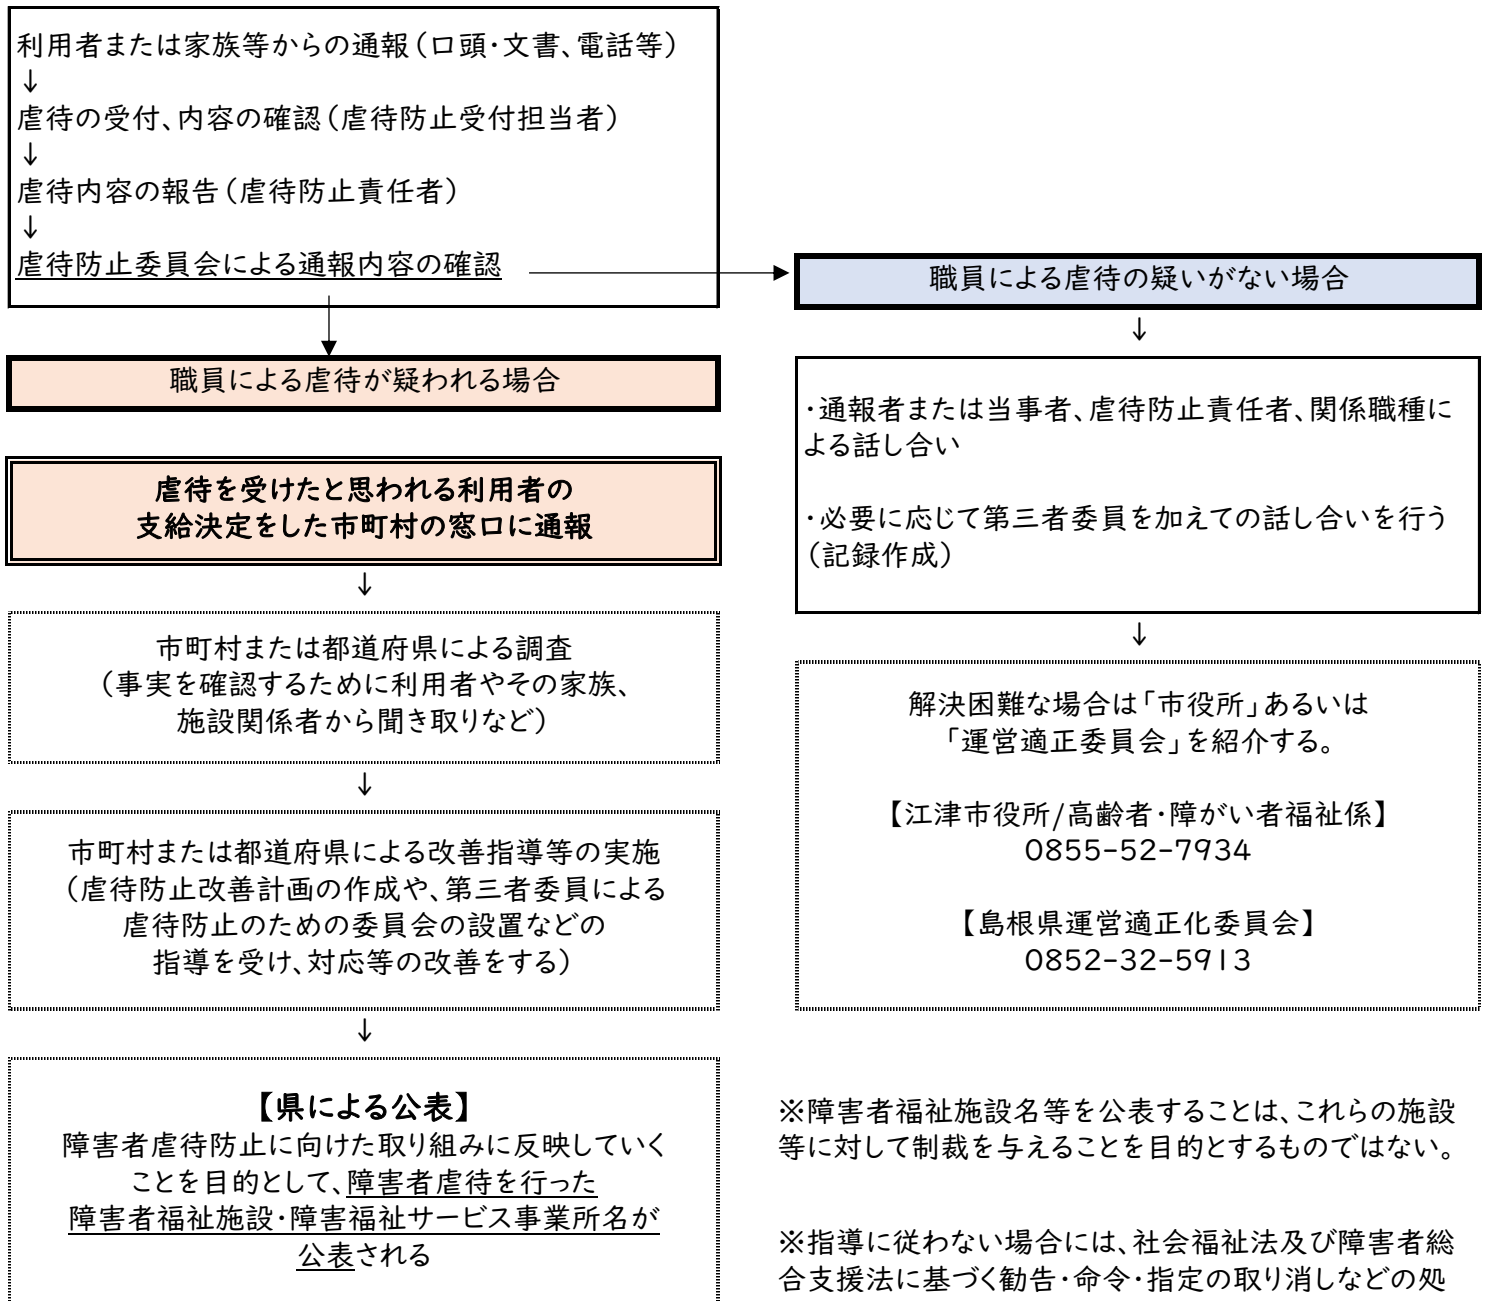 利用者または家族等からの通報（口頭・文書、電話等）
↓
虐待の受付、内容の確認（虐待防止受付担当者）
↓
虐待内容の報告（虐待防止責任者）
↓
虐待防止委員会による通報内容の確認
職員による虐待が疑われる場合
虐待を受けたと思われる利用者の
支給決定をした市町村の窓口に通報
↓
市町村または都道府県による調査
（事実を確認するために利用者やその家族、
施設関係者から聞き取りなど）
↓
市町村または都道府県による改善指導等の実施
（虐待防止改善計画の作成や、第三者委員による
虐待防止のための委員会の設置などの
指導を受け、対応等の改善をする）
↓
【県による公表】
障害者虐待防止に向けた取り組みに反映していく
ことを目的として、障害者虐待を行った
障害者福祉施設・障害福祉サービス事業所名が
公表される
職員による虐待の疑いがない場合
↓
・通報者または当事者、虐待防止責任者、関係職種に
よる話し合い
・必要に応じて第三者委員を加えての話し合いを行う
（記録作成）
↓
解決困難な場合は「市役所」あるいは
「運営適正委員会」を紹介する。
【江津市役所/高齢者・障がい者福祉係】
0855-52-7934
【島根県運営適正化委員会】
0852-32-5913
※障害者福祉施設名等を公表することは、これらの施設
等に対して制裁を与えることを目的とするものではない。
※指導に従わない場合には、社会福祉法及び障害者総
合支援法に基づく勧告・命令・指定の取り消しなどの処